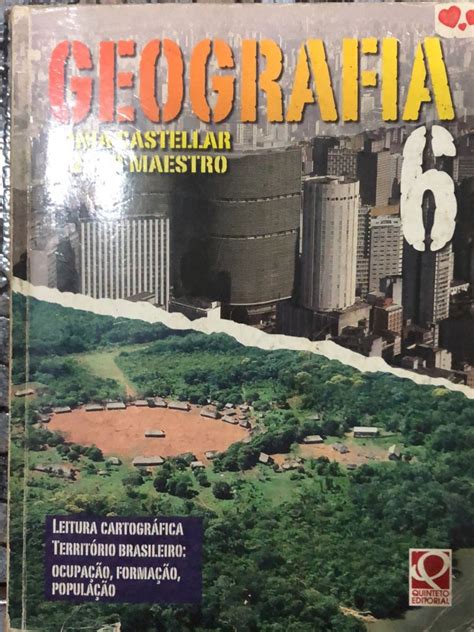 GEOGRAFIA
CASTELLAR
MAESTRO
6
LEITURA CARTOGRÁFICA
TERRITÓRIO BRASILEIRO:
OCUPAÇÃO, FORMAÇÃO,
POPULAÇÃO
QUINTETO
EDITORIAL